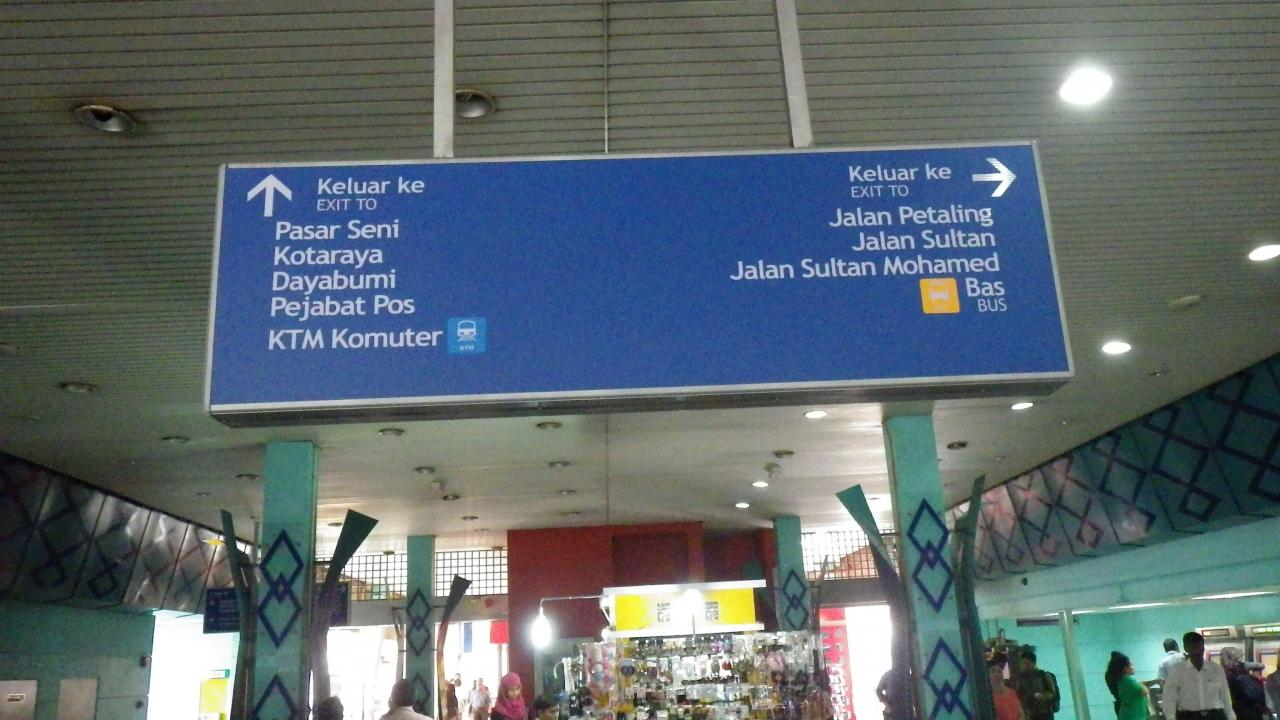 Keluar ke
EXIT TO
Pasar Seni
Kotaraya
Dayabumi
Pejabat Pos
KTM Komuter
KTM
Keluar ke
EXIT TO
Jalan Petaling
Jalan Sultan
Jalan Sultan Mohamed
Bas
BUS